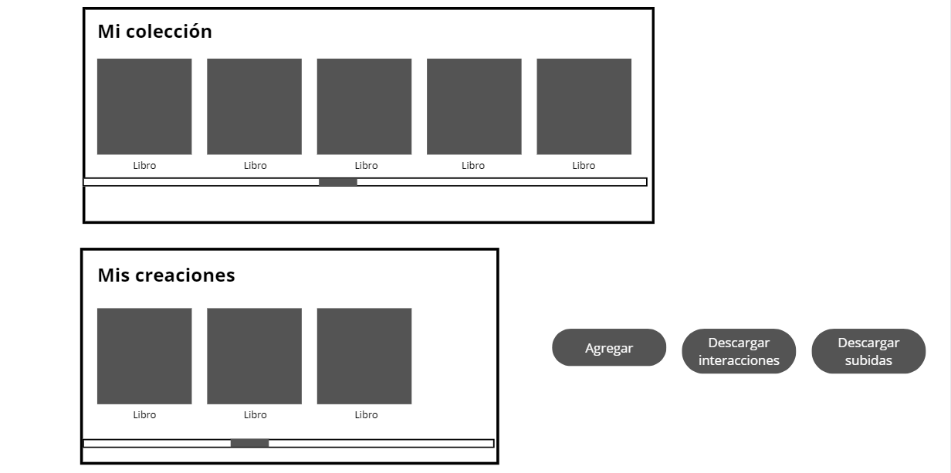 Mi colección
Libro
Libro
Libro
Libro
Libro
Mis creaciones
Libro
Libro
Libro
Agregar
Descargar
interacciones
Descargar
subidas